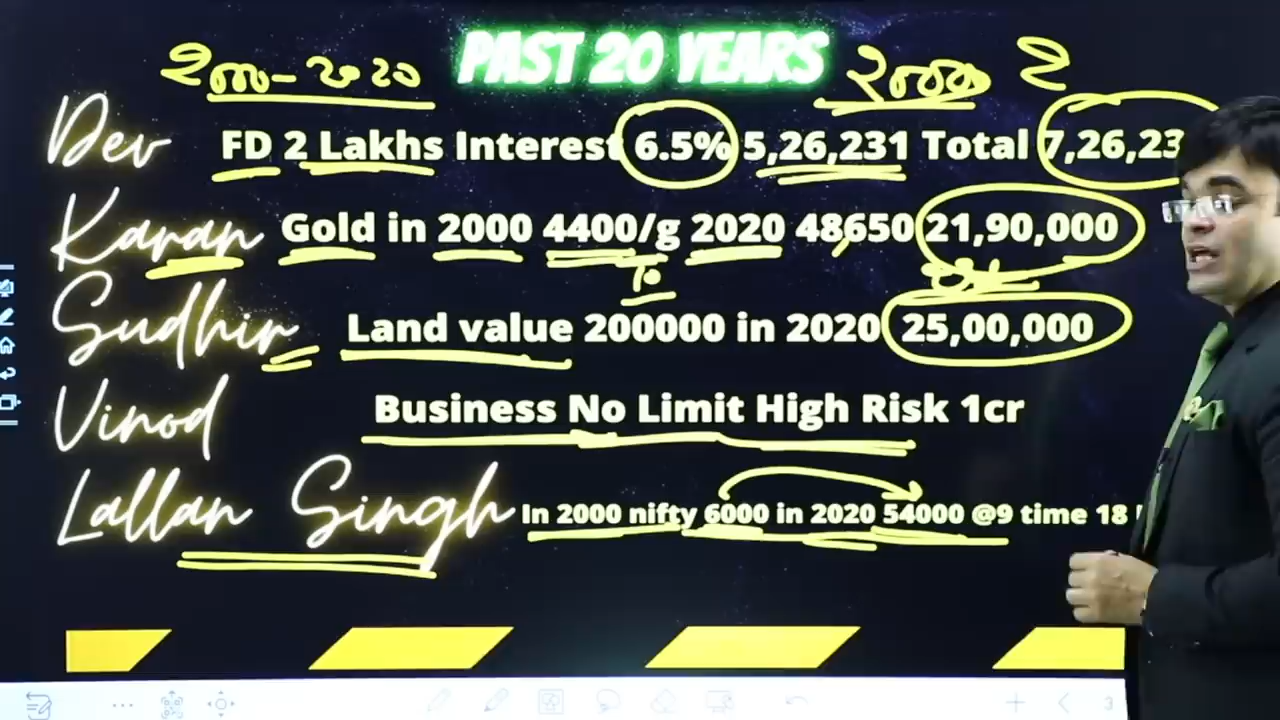 PAST 20 YEARS
2000-2020 200000 ₹
Dev FD 2 Lakhs Interest 6.5% 5,26,231 Total 7,26,23
Karan Gold in 2000 4400/g 2020 48650 21,90,000
Sudhir Land value 200000 in 2020 25,00,000
Vinod Business No Limit High Risk 1cr
Lallan Singh In 2000 nifty 6000 in 2020 54000 @9 time 18
3